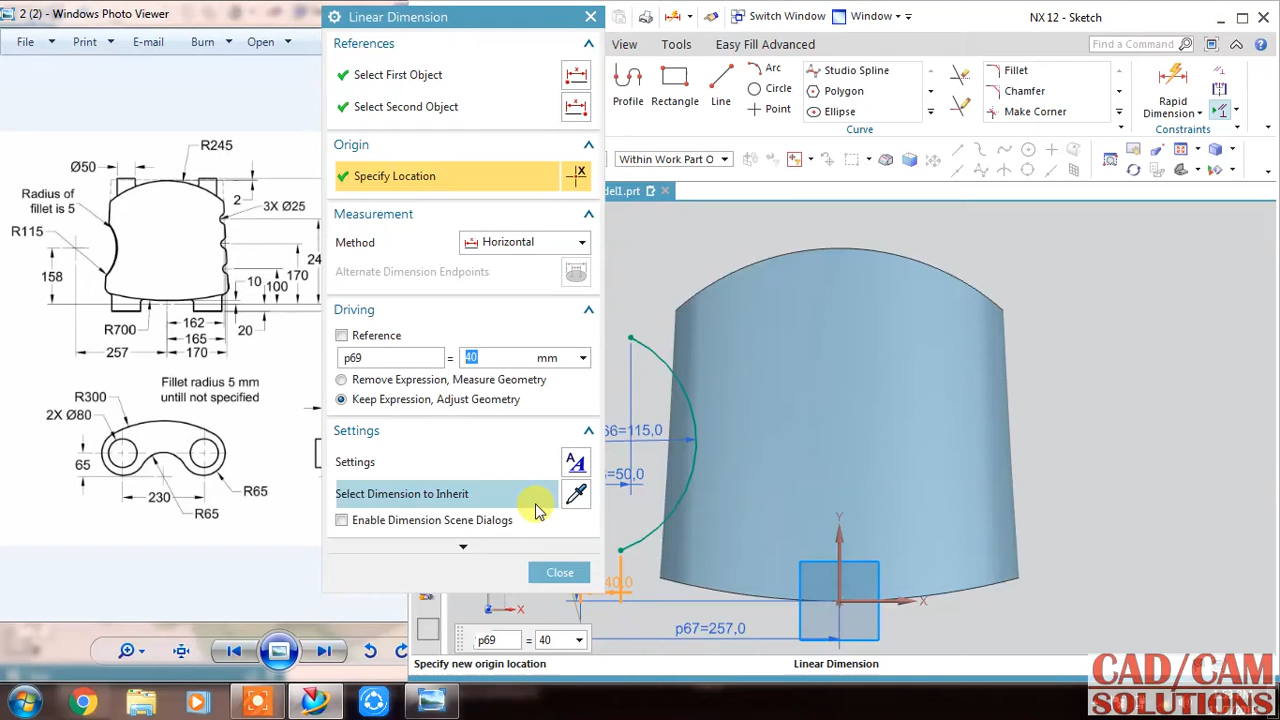 2 (2) - Windows Photo Viewer
File
Print
E-mail
Burn
Open
R245
Ø50
Radius of
fillet is 5
2
3X Ø25
R115
158
24
170
100
10
R700
162
20
165
257
170
Fillet radius 5 mm
untill not specified
R300
2X Ø80
65
R65
230
R65
Linear Dimension
References
Select First Object
Select Second Object
Origin
Specify Location
Measurement
Method
Horizontal
Alternate Dimension Endpoints
Driving
Reference
p69
=
40
mm
Remove Expression, Measure Geometry
Keep Expression, Adjust Geometry
Settings
Settings
Select Dimension to Inherit
Enable Dimension Scene Dialogs
Close
Switch Window
Window
NX 12 - Sketch
View
Tools
Easy Fill Advanced
Find a Command
Profile
Rectangle
Line
Arc
Circle
Point
Studio Spline
Polygon
Ellipse
Curve
Fillet
Chamfer
Make Corner
Rapid
Dimension
Constraints
Within Work Part O
del1.prt
66=115,0
=50,0
40,0
Y
X
X
Z
p67=257,0
p69
=
40
Specify new origin location
Linear Dimension
CAD/CAM
SOLUTIONS